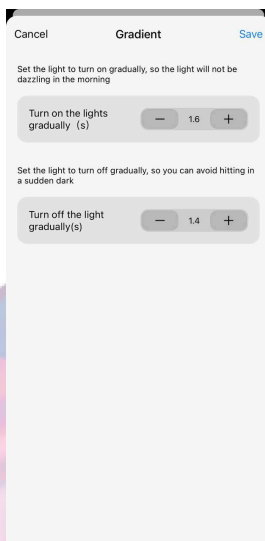 Cancel Gradient Save
Set the light to turn on gradually, so the light will not be
dazzling in the morning
Turn on the lights
gradually（s） − 1.6 +
Set the light to turn off gradually, so you can avoid hitting in
a sudden dark
Turn off the light
gradually(s) − 1.4 +